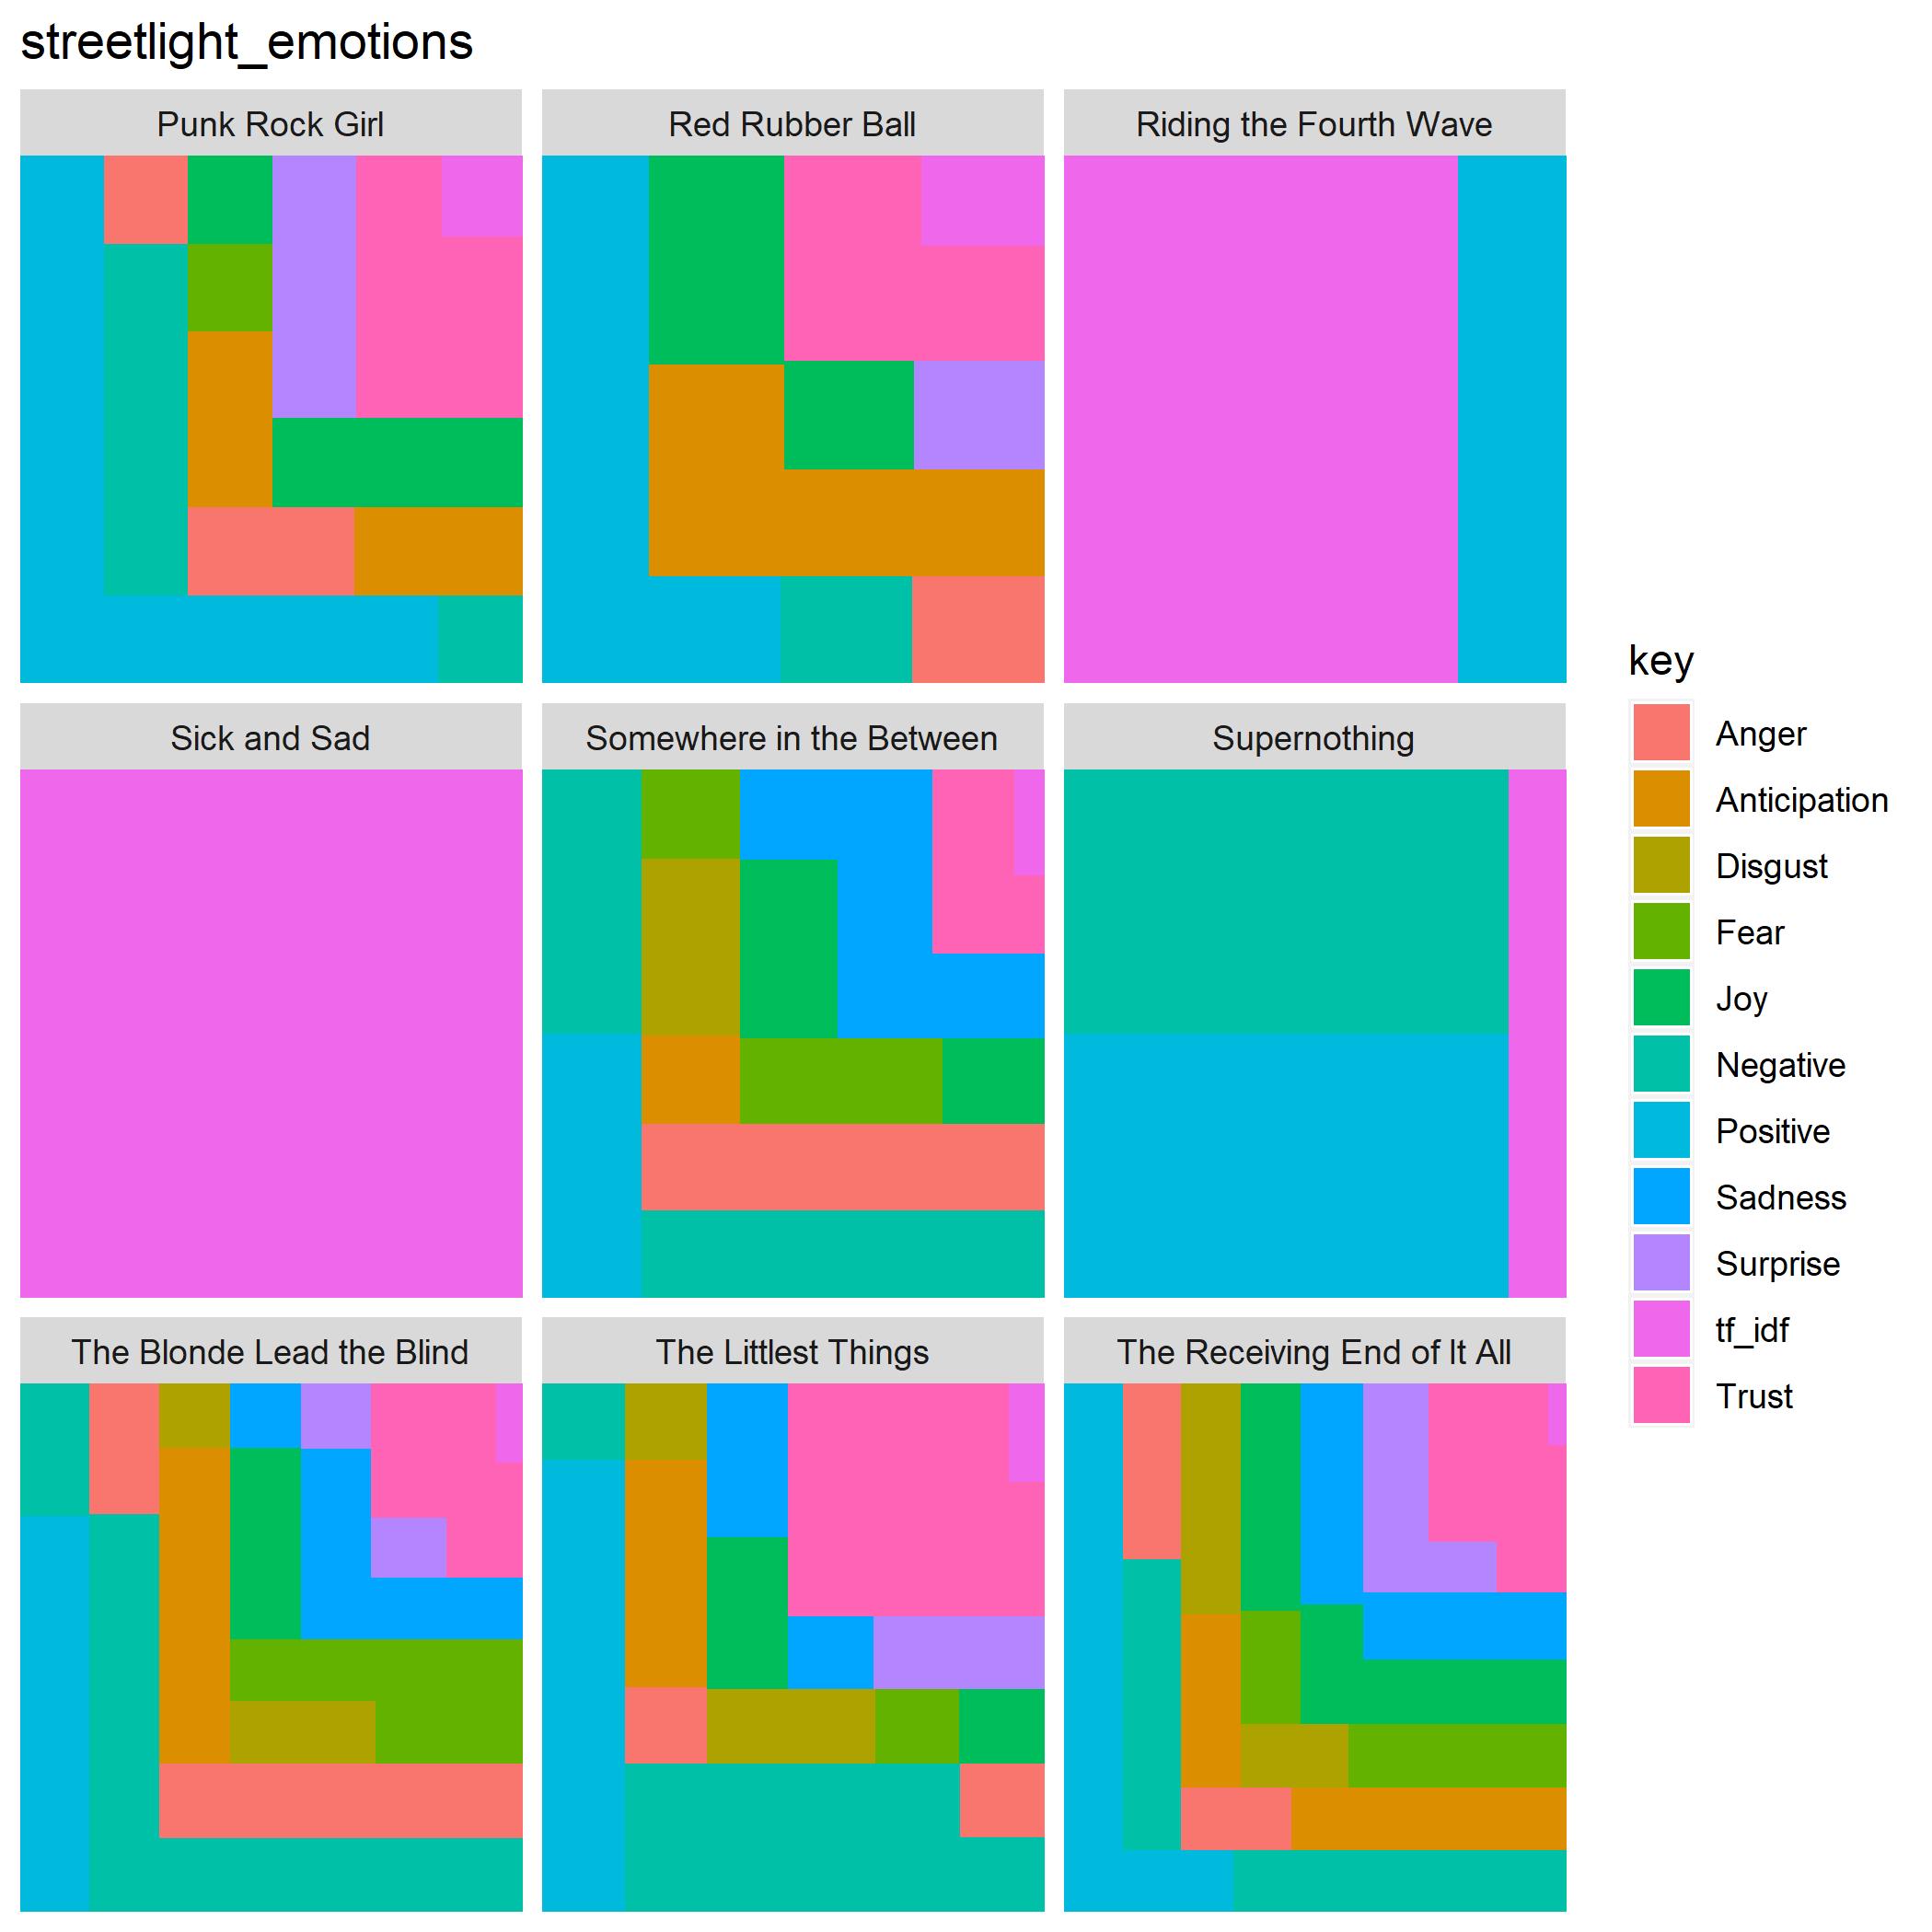 streetlight_emotions
Punk Rock Girl
Red Rubber Ball
Riding the Fourth Wave
Sick and Sad
Somewhere in the Between
Supernothing
The Blonde Lead the Blind
The Littlest Things
The Receiving End of It All
key
Anger
Anticipation
Disgust
Fear
Joy
Negative
Positive
Sadness
Surprise
tf_idf
Trust